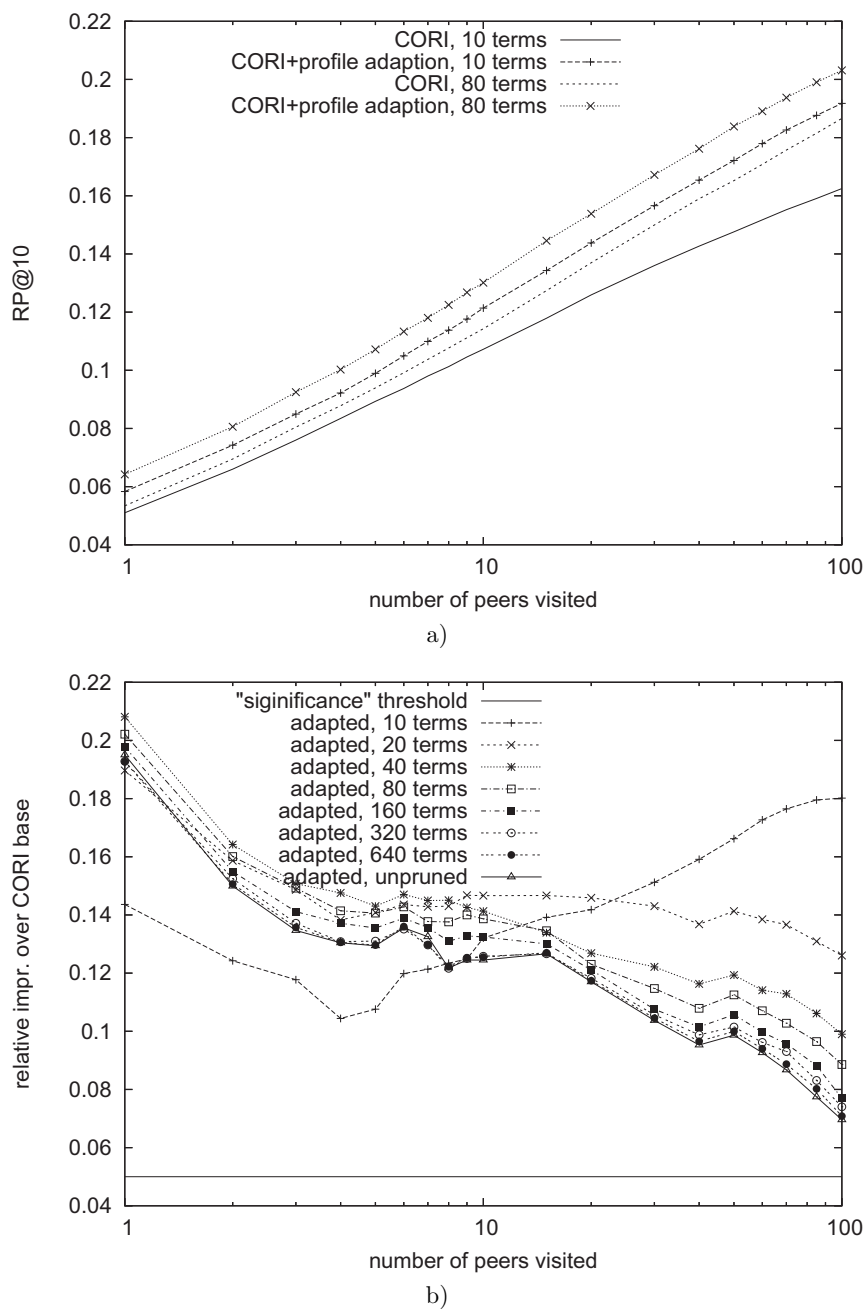 0.22
0.2
0.18
0.16
0.14
0.12
0.1
0.08
0.06
0.04
RP@10
CORI, 10 terms
CORI+profile adaption, 10 terms
CORI, 80 terms
CORI+profile adaption, 80 terms
1
10
100
number of peers visited
a)
0.22
0.2
0.18
0.16
0.14
0.12
0.1
0.08
0.06
0.04
relative impr. over CORI base
"siginificance" threshold
adapted, 10 terms
adapted, 20 terms
adapted, 40 terms
adapted, 80 terms
adapted, 160 terms
adapted, 320 terms
adapted, 640 terms
adapted, unpruned
1
10
100
number of peers visited
b)